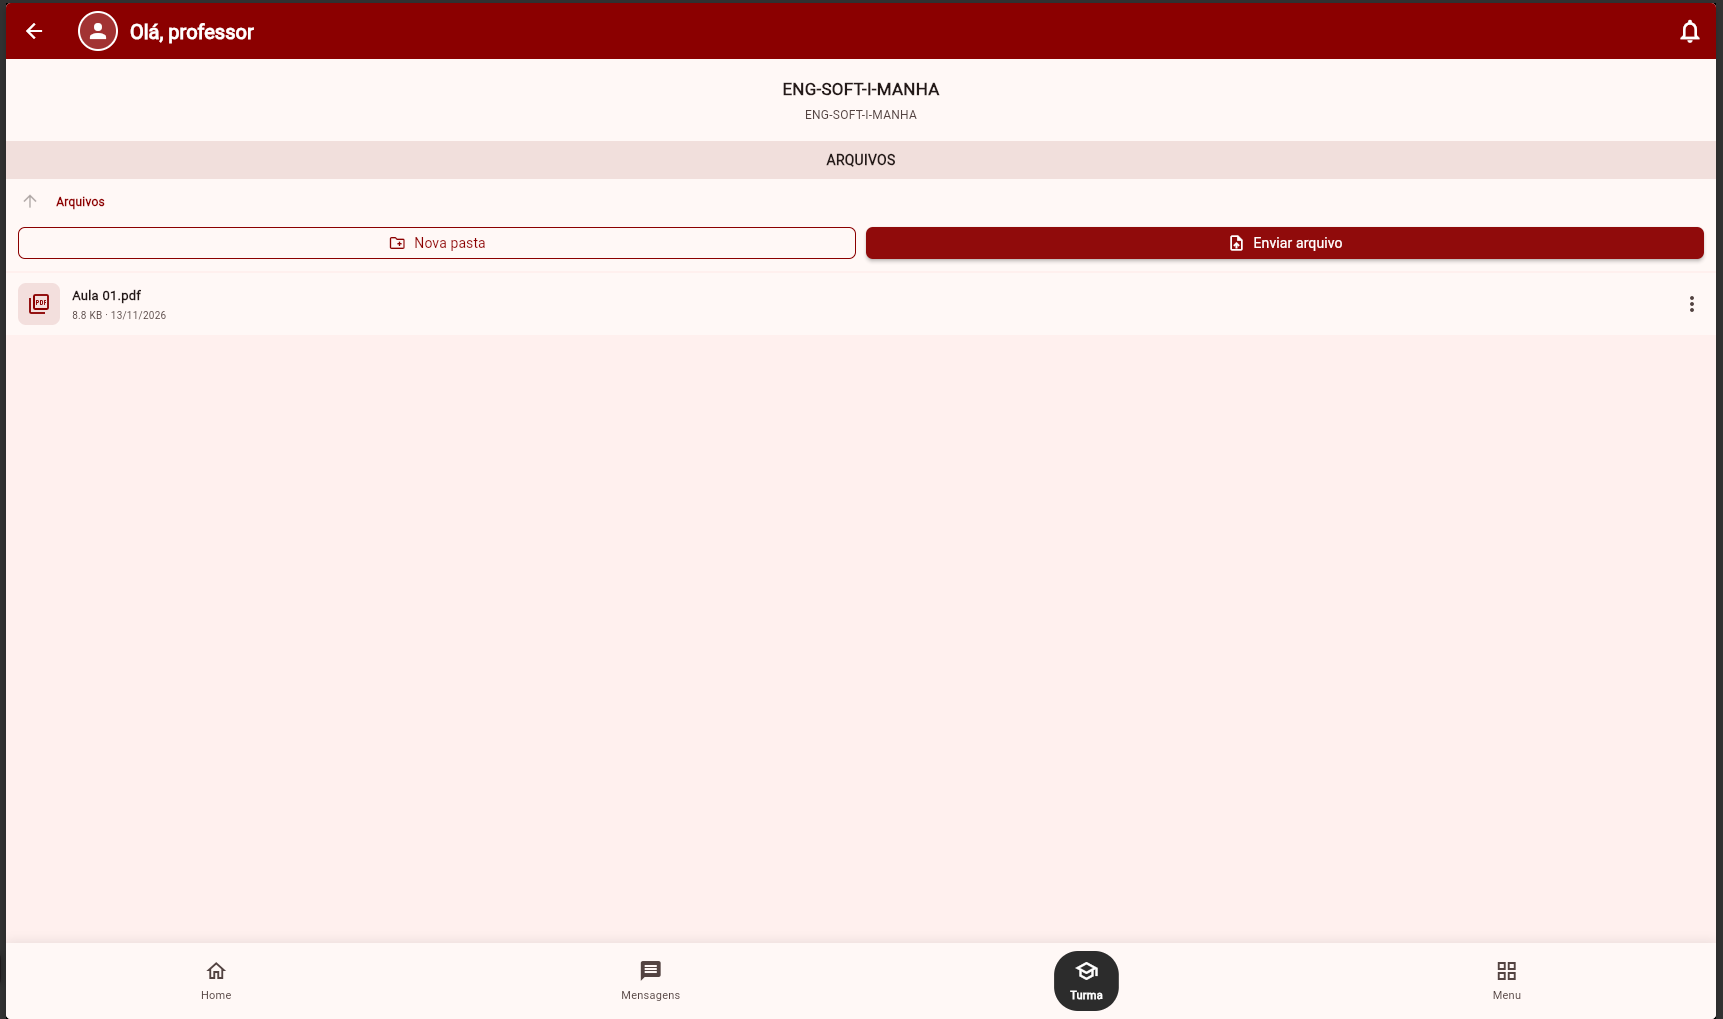 Olá, professor
ENG-SOFT-I-MANHA
ENG-SOFT-I-MANHA
ARQUIVOS
Arquivos
Nova pasta
Enviar arquivo
PDF
Aula 01.pdf
8.8 KB · 13/11/2026
Home
Mensagens
Turma
Menu